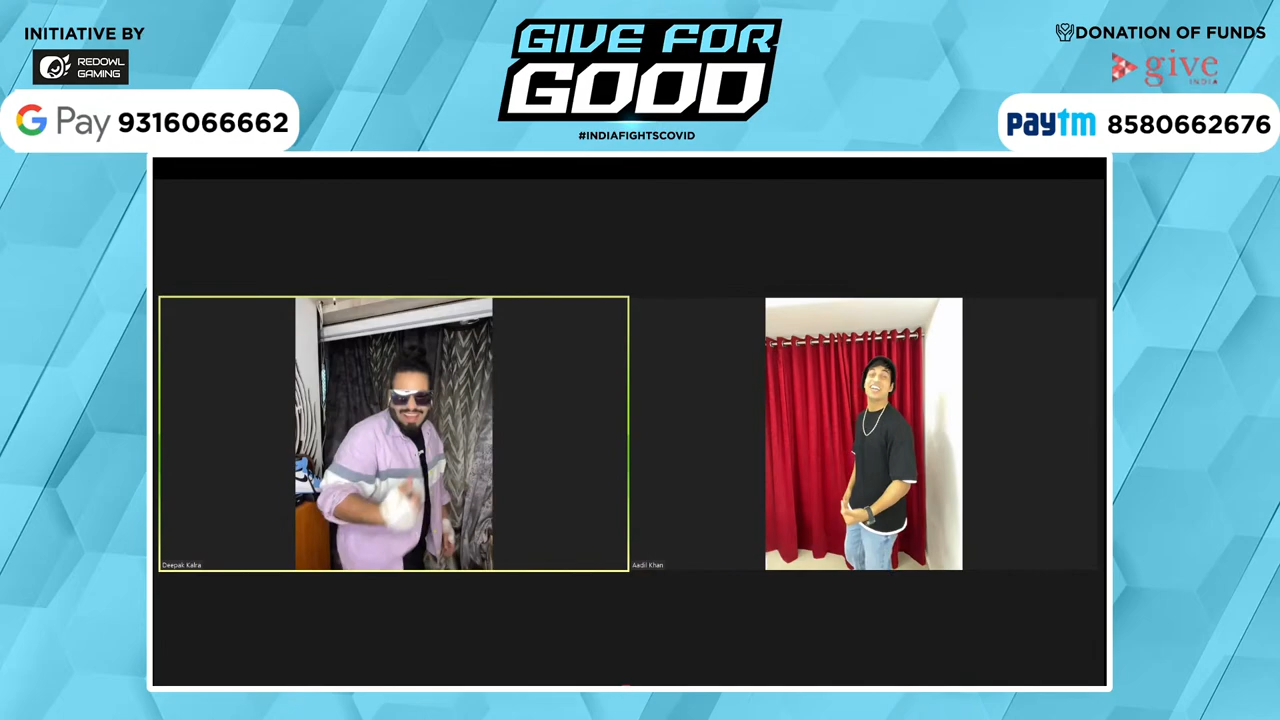 INITIATIVE BY
REDOWL
GAMING
G Pay 9316066662
GIVE FOR
GOOD
#INDIAFIGHTSCOVID
DONATION OF FUNDS
give
INDIA
paytm 8580662676
Deepak Kalra
Aadil Khan